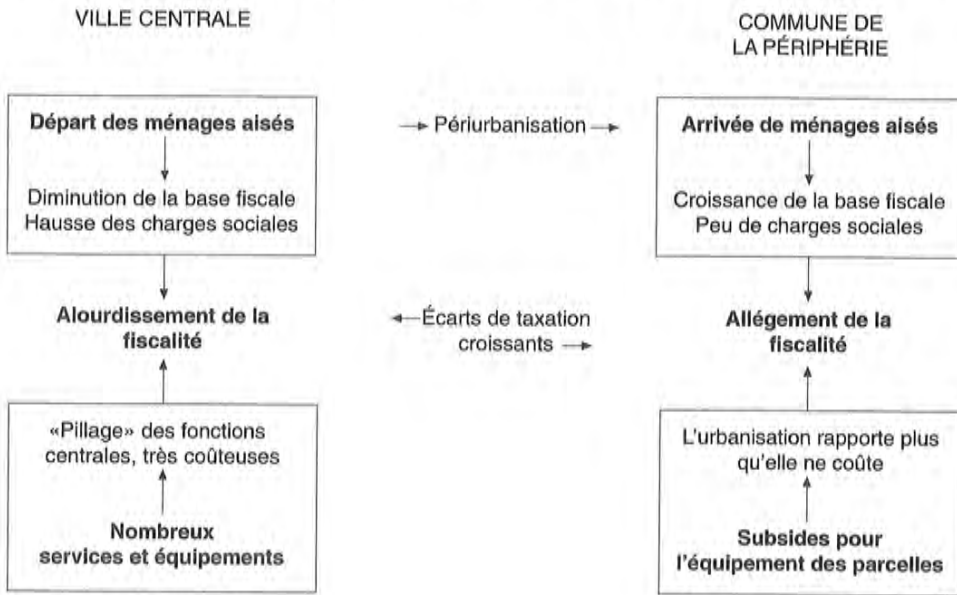 VILLE CENTRALE
COMMUNE DE
LA PÉRIPHÉRIE
Départ des ménages aisés
Diminution de la base fiscale
Hausse des charges sociales
Périurbanisation
Arrivée de ménages aisés
Croissance de la base fiscale
Peu de charges sociales
Alourdissement de la
fiscalité
Écarts de taxation
croissants
Allégement de la
fiscalité
«Pillage» des fonctions
centrales, très coûteuses
Nombreux
services et équipements
L'urbanisation rapporte plus
qu'elle ne coûte
Subsides pour
l'équipement des parcelles